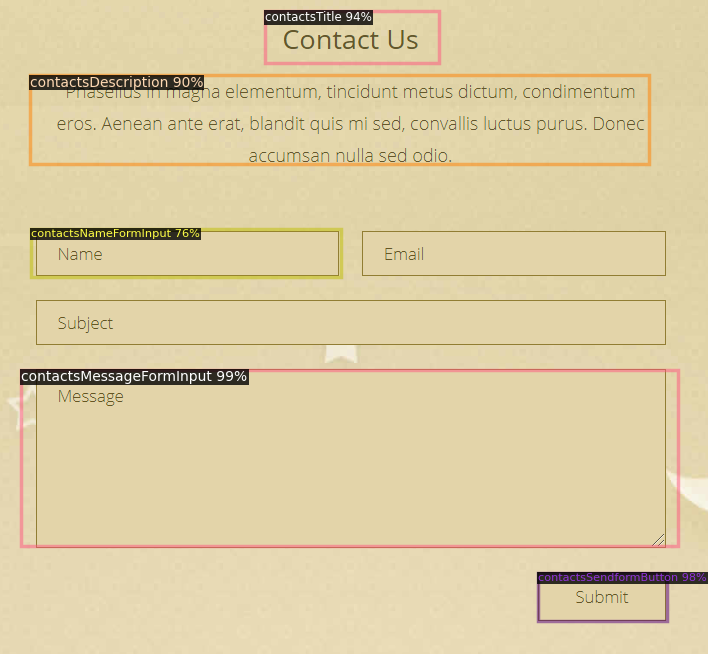 contactsTitle 94%
Contact Us
contactsDescription 90%
Phasellus in magna elementum, tincidunt metus dictum, condimentum
eros. Aenean ante erat, blandit quis mi sed, convallis luctus purus. Donec
accumsan nulla sed odio.
contactsNameFormInput 76%
Name
Email
Subject
contactsMessageFormInput 99%
Message
contactsSendformButton 98%
Submit